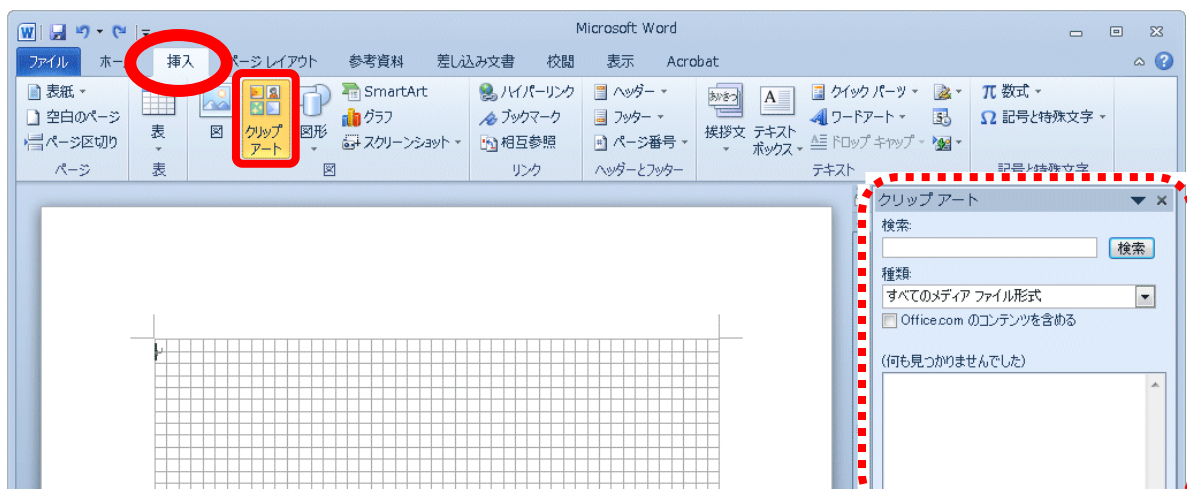 Microsoft Word
ファイル ホー 挿入 ページ レイアウト 参考資料 差し込み文書 校閲 表示 Acrobat
表紙
空白のページ
ページ区切り
表
図
クリップ
アート
図形
SmartArt
グラフ
スクリーンショット
ハイパーリンク
ブックマーク
相互参照
ヘッダー
フッター
ページ番号
挨拶文
テキスト
ボックス
クイック パーツ
ワードアート
ドロップ キャップ
数式
記号と特殊文字
ページ 表 図 リンク ヘッダーとフッター テキスト 記号と特殊文字
クリップ アート
検索:
検索
種類:
すべてのメディア ファイル形式
Office.com のコンテンツを含める
(何も見つかりませんでした)